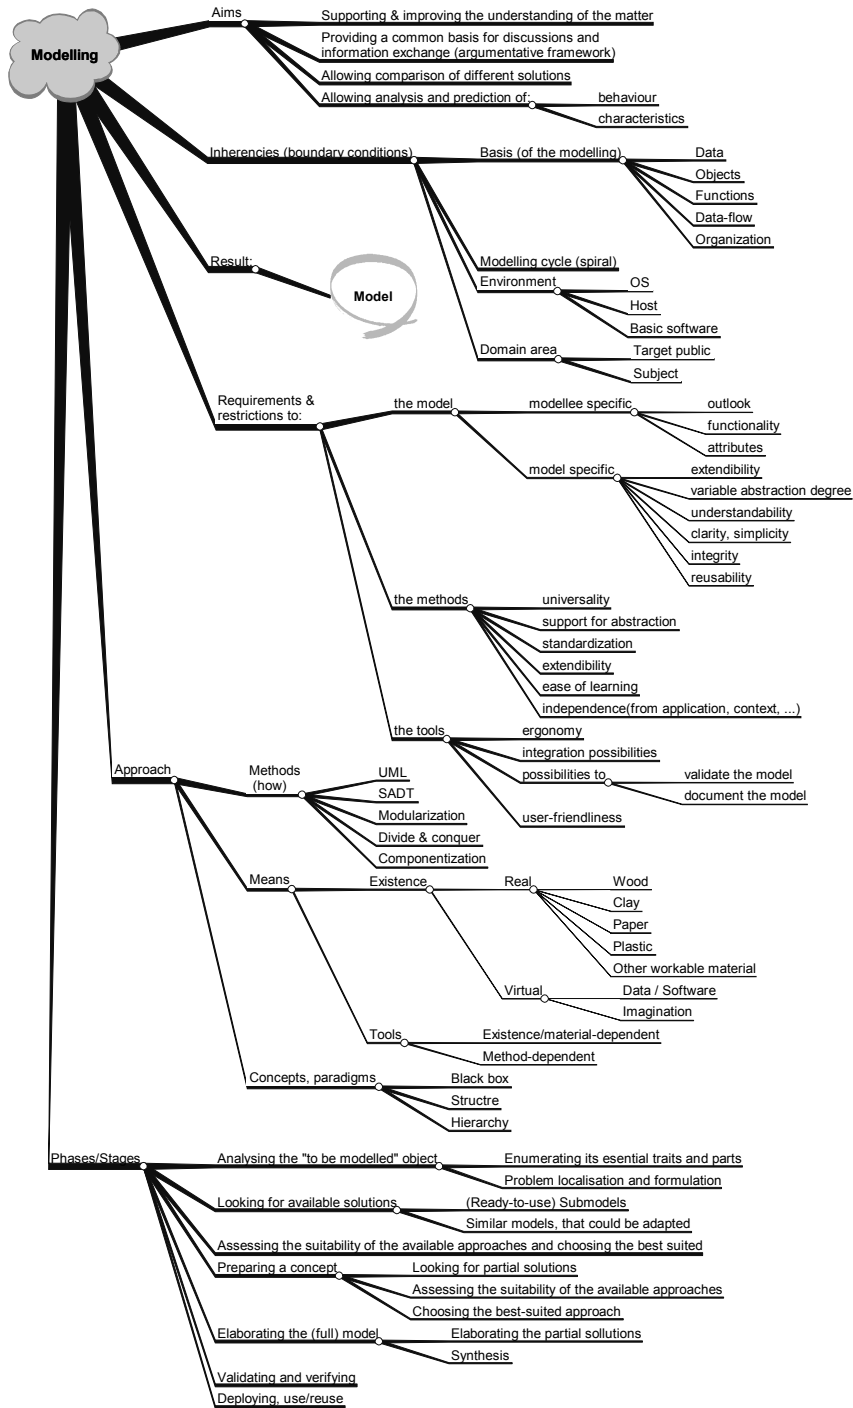 Modelling
Aims
Supporting & improving the understanding of the matter
Providing a common basis for discussions and
information exchange (argumentative framework)
Allowing comparison of different solutions
Allowing analysis and prediction of:
behaviour
characteristics
Inherencies (boundary conditions)
Basis (of the modelling)
Data
Objects
Functions
Data-flow
Organization
Modelling cycle (spiral)
Environment
OS
Host
Basic software
Domain area
Target public
Subject
Result:
Model
Requirements &
restrictions to:
the model
modellee specific
outlook
functionality
attributes
model specific
extendibility
variable abstraction degree
understandability
clarity, simplicity
integrity
reusability
the methods
universality
support for abstraction
standardization
extendibility
ease of learning
independence(from application, context, ...)
the tools
ergonomy
integration possibilities
possibilities to
validate the model
document the model
user-friendliness
Approach
Methods
(how)
UML
SADT
Modularization
Divide & conquer
Componentization
Means
Existence
Real
Wood
Clay
Paper
Plastic
Other workable material
Virtual
Data / Software
Imagination
Tools
Existence/material-dependent
Method-dependent
Concepts, paradigms
Black box
Structre
Hierarchy
Phases/Stages
Analysing the "to be modelled" object
Enumerating its esential traits and parts
Problem localisation and formulation
Looking for available solutions
(Ready-to-use) Submodels
Similar models, that could be adapted
Assessing the suitability of the available approaches and choosing the best suited
Preparing a concept
Looking for partial solutions
Assessing the suitability of the available approaches
Choosing the best-suited approach
Elaborating the (full) model
Elaborating the partial sollutions
Synthesis
Validating and verifying
Deploying, use/reuse